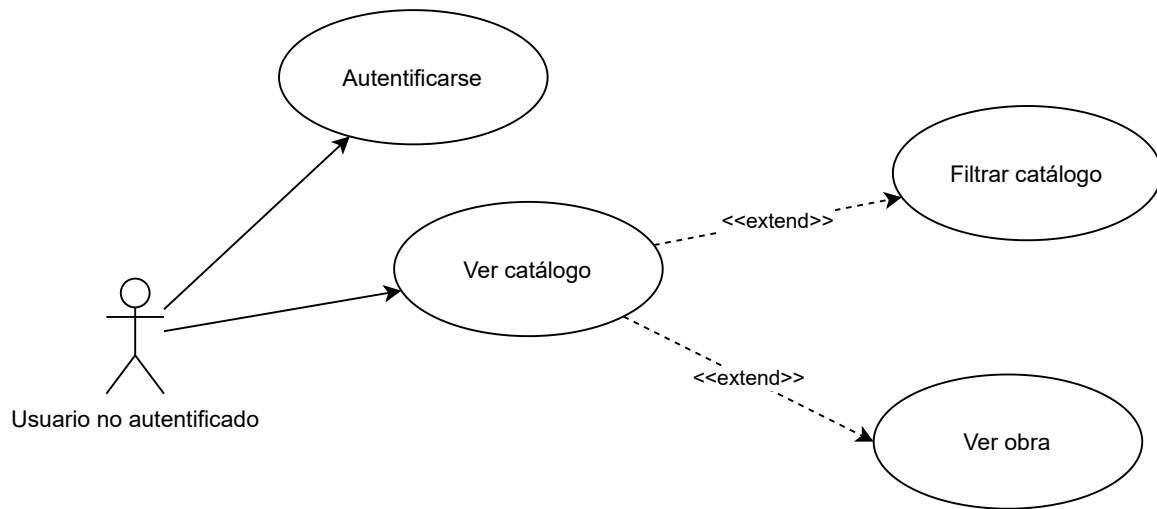 Autentificarse
Filtrar catálogo
<<extend>>
Ver catálogo
<<extend>>
Usuario no autentificado
Ver obra